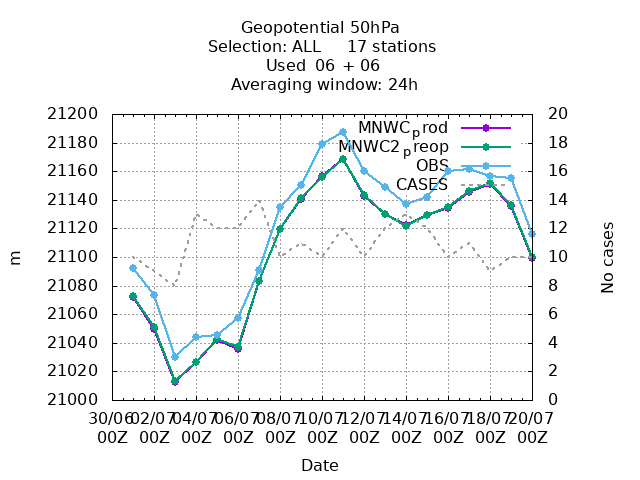 Geopotential 50hPa
Selection: ALL 17 stations
Used 06 + 06
Averaging window: 24h
21200
21180
21160
21140
21120
21100
21080
21060
21040
21020
21000
20
18
16
14
12
10
8
6
4
2
0
MNWC_prod
MNWC2_preop
OBS
CASES
m
No cases
30/06 02/07 04/07 06/07 08/07 10/07 12/07 14/07 16/07 18/07 20/07
00Z 00Z 00Z 00Z 00Z 00Z 00Z 00Z 00Z 00Z 00Z
Date